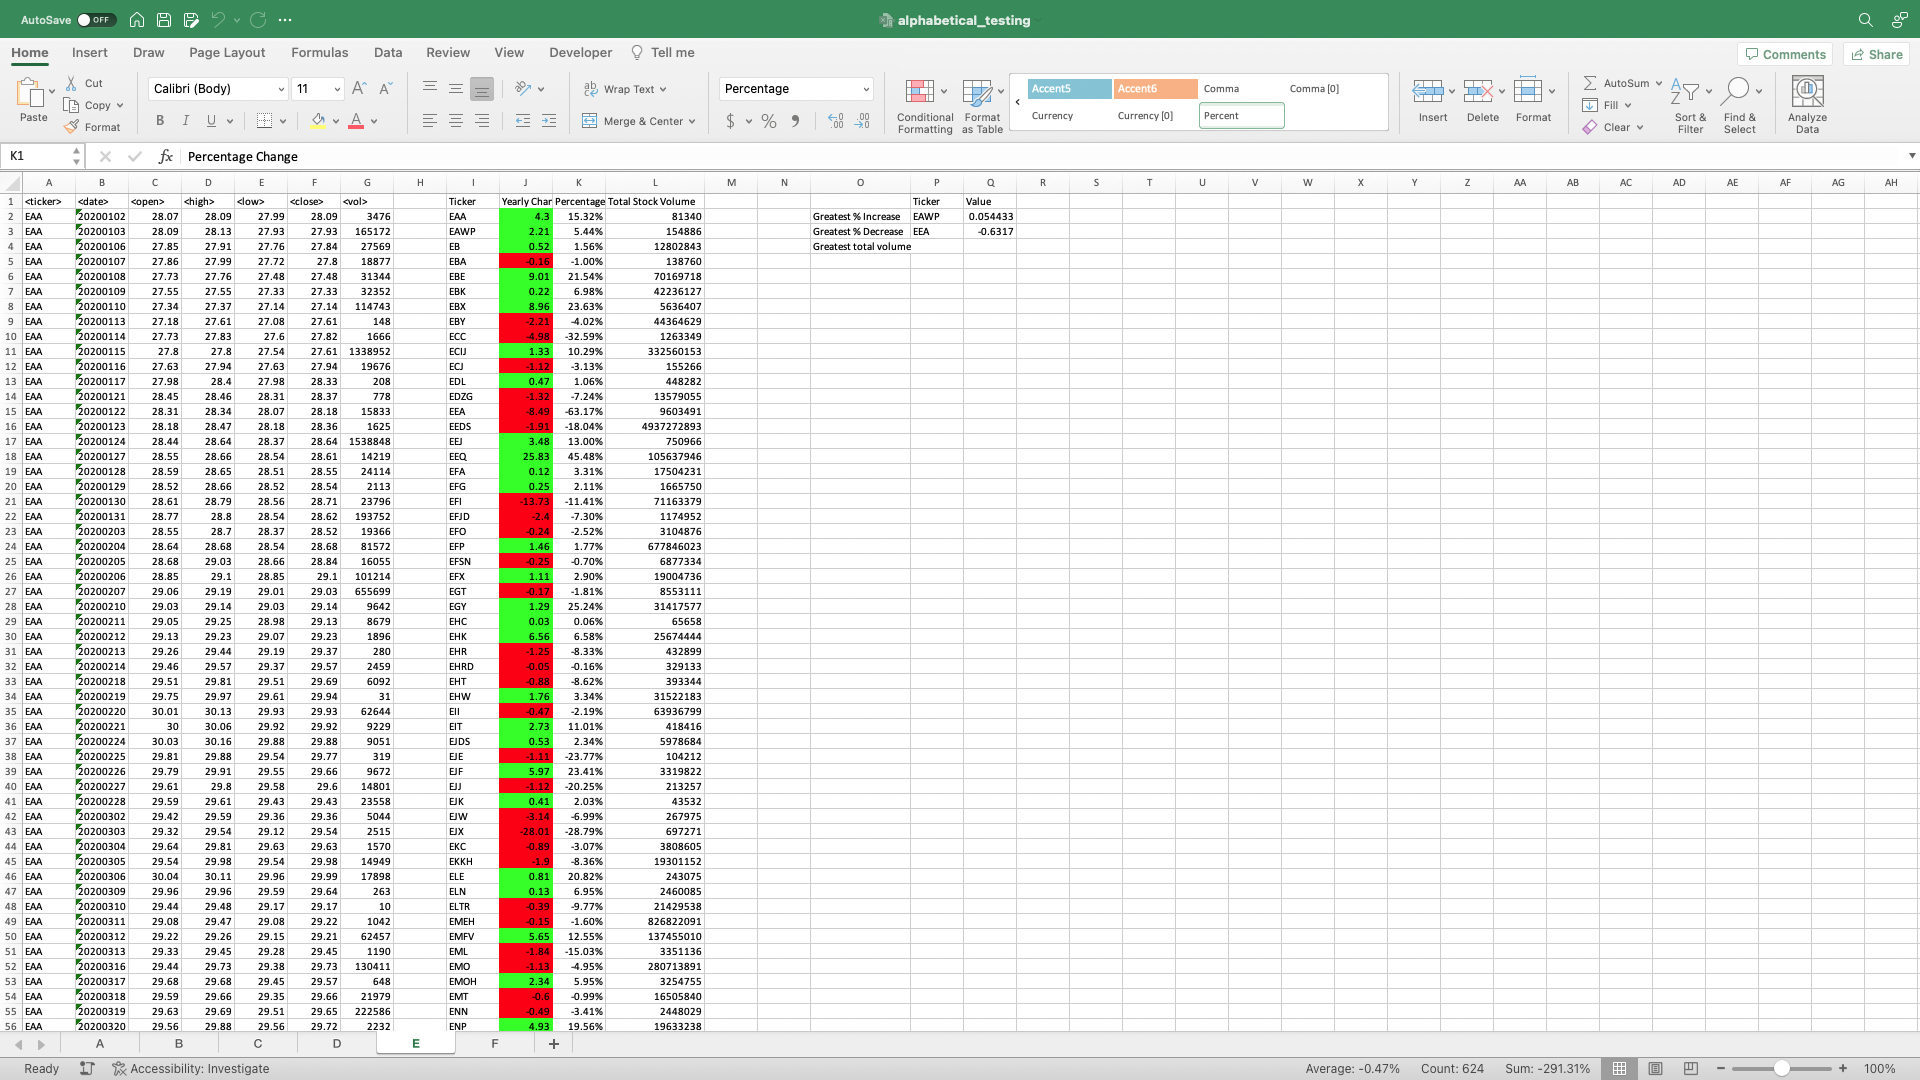 AutoSave OFF alphabetical_testing
Home Insert Draw Page Layout Formulas Data Review View Developer Tell me Comments Share
Paste Cut Copy Format
Calibri (Body) 11 B I U A
Wrap Text Merge & Center
Percentage $ %
Conditional Formatting Format as Table
Accent5 Accent6 Comma Comma [0]
Currency Currency [0] Percent
Insert Delete Format
AutoSum Fill Clear
Sort & Filter Find & Select Analyze Data
K1 fx Percentage Change
A B C D E F G H I J K L M N O P Q R S T U V W X Y Z AA AB AC AD AE AF AG AH
1 <ticker> <date> <open> <high> <low> <close> <vol> Ticker Yearly Char Percentage Total Stock Volume Ticker Value
2 EAA 20200102 28.07 28.09 27.99 28.09 3476 EAA 4.3 15.32% 81340 Greatest % Increase EAWP 0.054433
3 EAA 20200103 28.09 28.13 27.93 27.93 165172 EAWP 2.21 5.44% 154886 Greatest % Decrease EEA -0.6317
4 EAA 20200106 27.85 27.91 27.76 27.84 27569 EB 0.52 1.56% 12802843 Greatest total volume
5 EAA 20200107 27.86 27.99 27.72 27.8 18877 EBA -0.16 -1.00% 138760
6 EAA 20200108 27.73 27.76 27.48 27.48 31344 EBE 9.01 21.54% 70169718
7 EAA 20200109 27.55 27.55 27.33 27.33 32352 EBK 0.22 6.98% 42236127
8 EAA 20200110 27.34 27.37 27.14 27.14 114743 EBX 8.96 23.63% 5636407
9 EAA 20200113 27.18 27.61 27.08 27.61 148 EBY -2.21 -4.02% 44364629
10 EAA 20200114 27.73 27.83 27.6 27.82 1666 ECC -4.98 -32.59% 1263349
11 EAA 20200115 27.8 27.8 27.54 27.61 1338952 ECIJ 1.33 10.29% 332560153
12 EAA 20200116 27.63 27.94 27.63 27.94 19676 ECJ -1.12 -3.13% 155266
13 EAA 20200117 27.98 28.4 27.98 28.33 208 EDL 0.47 1.06% 448282
14 EAA 20200121 28.45 28.46 28.31 28.37 778 EDZG -1.32 -7.24% 13579055
15 EAA 20200122 28.31 28.34 28.07 28.18 15833 EEA -8.49 -63.17% 9603491
16 EAA 20200123 28.18 28.47 28.18 28.36 1625 EEDS -1.91 -18.04% 4937272893
17 EAA 20200124 28.44 28.64 28.37 28.64 1538848 EEJ 3.48 13.00% 750966
18 EAA 20200127 28.55 28.66 28.54 28.61 14219 EEQ 25.83 45.48% 105637946
19 EAA 20200128 28.59 28.65 28.51 28.55 24114 EFA 0.12 3.31% 17504231
20 EAA 20200129 28.52 28.66 28.52 28.54 2113 EFG 0.25 2.11% 1665750
21 EAA 20200130 28.61 28.79 28.56 28.71 23796 EFI -13.73 -11.41% 71163379
22 EAA 20200131 28.77 28.8 28.54 28.62 193752 EFJD -2.4 -7.30% 1174952
23 EAA 20200203 28.55 28.7 28.37 28.52 19366 EFO -0.24 -2.52% 3104876
24 EAA 20200204 28.64 28.68 28.54 28.68 81572 EFP 1.46 1.77% 677846023
25 EAA 20200205 28.68 29.03 28.66 28.84 16055 EFSN -0.25 -0.70% 6877334
26 EAA 20200206 28.85 29.1 28.85 29.1 101214 EFX 1.11 2.90% 19004736
27 EAA 20200207 29.06 29.19 29.01 29.03 655699 EGT -0.17 -1.81% 8553111
28 EAA 20200210 29.03 29.14 29.03 29.14 9642 EGY 1.29 25.24% 31417577
29 EAA 20200211 29.05 29.25 28.98 29.13 8679 EHC 0.03 0.06% 65658
30 EAA 20200212 29.13 29.23 29.07 29.23 1896 EHK 6.56 6.58% 25674444
31 EAA 20200213 29.26 29.44 29.19 29.37 280 EHR -1.25 -8.33% 432899
32 EAA 20200214 29.46 29.57 29.37 29.57 2459 EHRD -0.05 -0.16% 329133
33 EAA 20200218 29.51 29.81 29.51 29.69 6092 EHT -0.88 -8.62% 393344
34 EAA 20200219 29.75 29.97 29.61 29.94 31 EHW 1.76 3.34% 31522183
35 EAA 20200220 30.01 30.13 29.93 29.93 62644 EII -0.47 -2.19% 63936799
36 EAA 20200221 30 30.06 29.92 29.92 9229 EIT 2.73 11.01% 418416
37 EAA 20200224 30.03 30.16 29.88 29.88 9051 EJDS 0.53 2.34% 5978684
38 EAA 20200225 29.81 29.88 29.54 29.77 319 EJE -1.11 -23.77% 104212
39 EAA 20200226 29.79 29.91 29.55 29.66 9672 EJF 5.97 23.41% 3319822
40 EAA 20200227 29.61 29.8 29.58 29.6 14801 EJJ -1.12 -20.25% 213257
41 EAA 20200228 29.59 29.61 29.43 29.43 23558 EJK 0.41 2.03% 43532
42 EAA 20200302 29.42 29.59 29.36 29.36 5044 EJW -3.14 -6.99% 267975
43 EAA 20200303 29.32 29.54 29.12 29.54 2515 EJX -28.01 -28.79% 697271
44 EAA 20200304 29.64 29.81 29.63 29.63 1570 EKC -0.89 -3.07% 3808605
45 EAA 20200305 29.54 29.98 29.54 29.98 14949 EKKH -1.9 -8.36% 19301152
46 EAA 20200306 30.04 30.11 29.96 29.99 17898 ELE 0.81 20.82% 243075
47 EAA 20200309 29.96 29.96 29.59 29.64 263 ELN 0.13 6.95% 2460085
48 EAA 20200310 29.44 29.48 29.17 29.17 10 ELTR -0.39 -9.77% 21429538
49 EAA 20200311 29.08 29.47 29.08 29.22 1042 EMEH -0.15 -1.60% 826822091
50 EAA 20200312 29.22 29.26 29.15 29.21 62457 EMFV 5.65 12.55% 137455010
51 EAA 20200313 29.33 29.45 29.28 29.45 1190 EML -1.84 -15.03% 3351136
52 EAA 20200316 29.44 29.73 29.38 29.73 130411 EMO -1.13 -4.95% 280713891
53 EAA 20200317 29.68 29.68 29.45 29.57 648 EMOH 2.34 5.95% 3254755
54 EAA 20200318 29.59 29.66 29.35 29.66 21979 EMT -0.6 -0.99% 16505840
55 EAA 20200319 29.63 29.69 29.51 29.65 222586 ENN -0.49 -3.41% 2448029
56 EAA 20200320 29.56 29.88 29.56 29.72 2232 ENP 4.93 19.56% 19633238
A B C D E F +
Ready Accessibility: Investigate Average: -0.47% Count: 624 Sum: -291.31% − + 100%